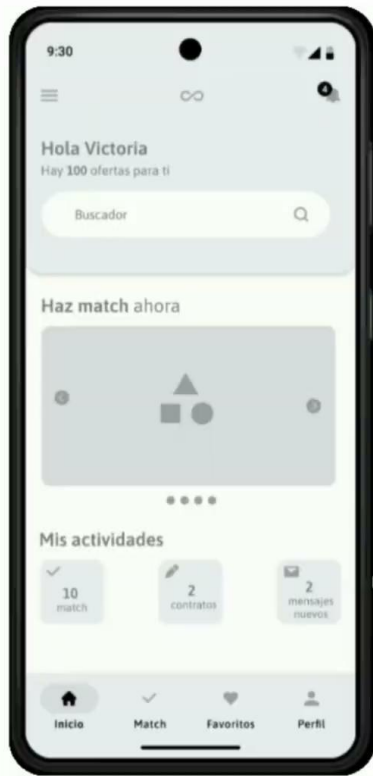 9:30
4
Hola Victoria
Hay 100 ofertas para ti
Buscador
Haz match ahora
Mis actividades
10
match
2
contratos
2
mensajes
nuevos
Inicio
Match
Favoritos
Perfil